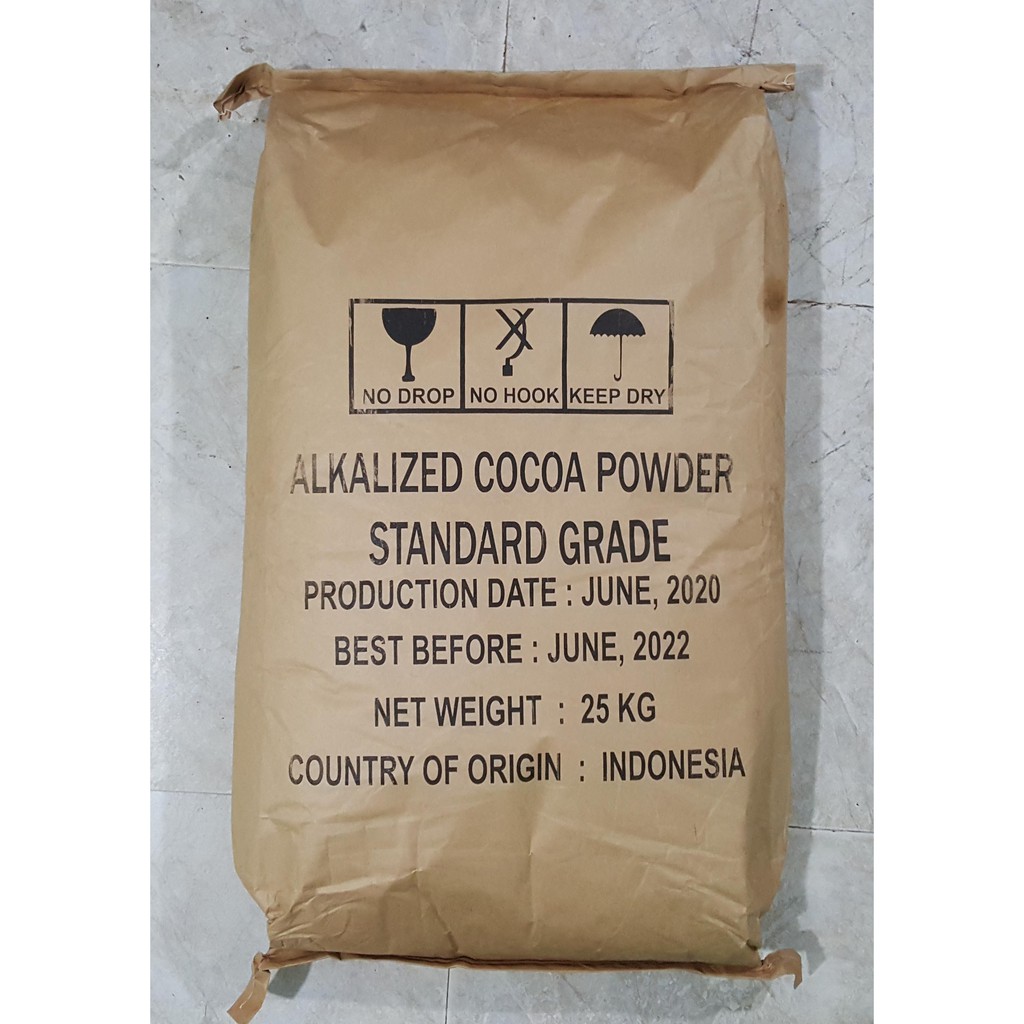 NO DROP NO HOOK KEEP DRY
ALKALIZED COCOA POWDER
STANDARD GRADE
PRODUCTION DATE : JUNE, 2020
BEST BEFORE : JUNE, 2022
NET WEIGHT : 25 KG
COUNTRY OF ORIGIN : INDONESIA